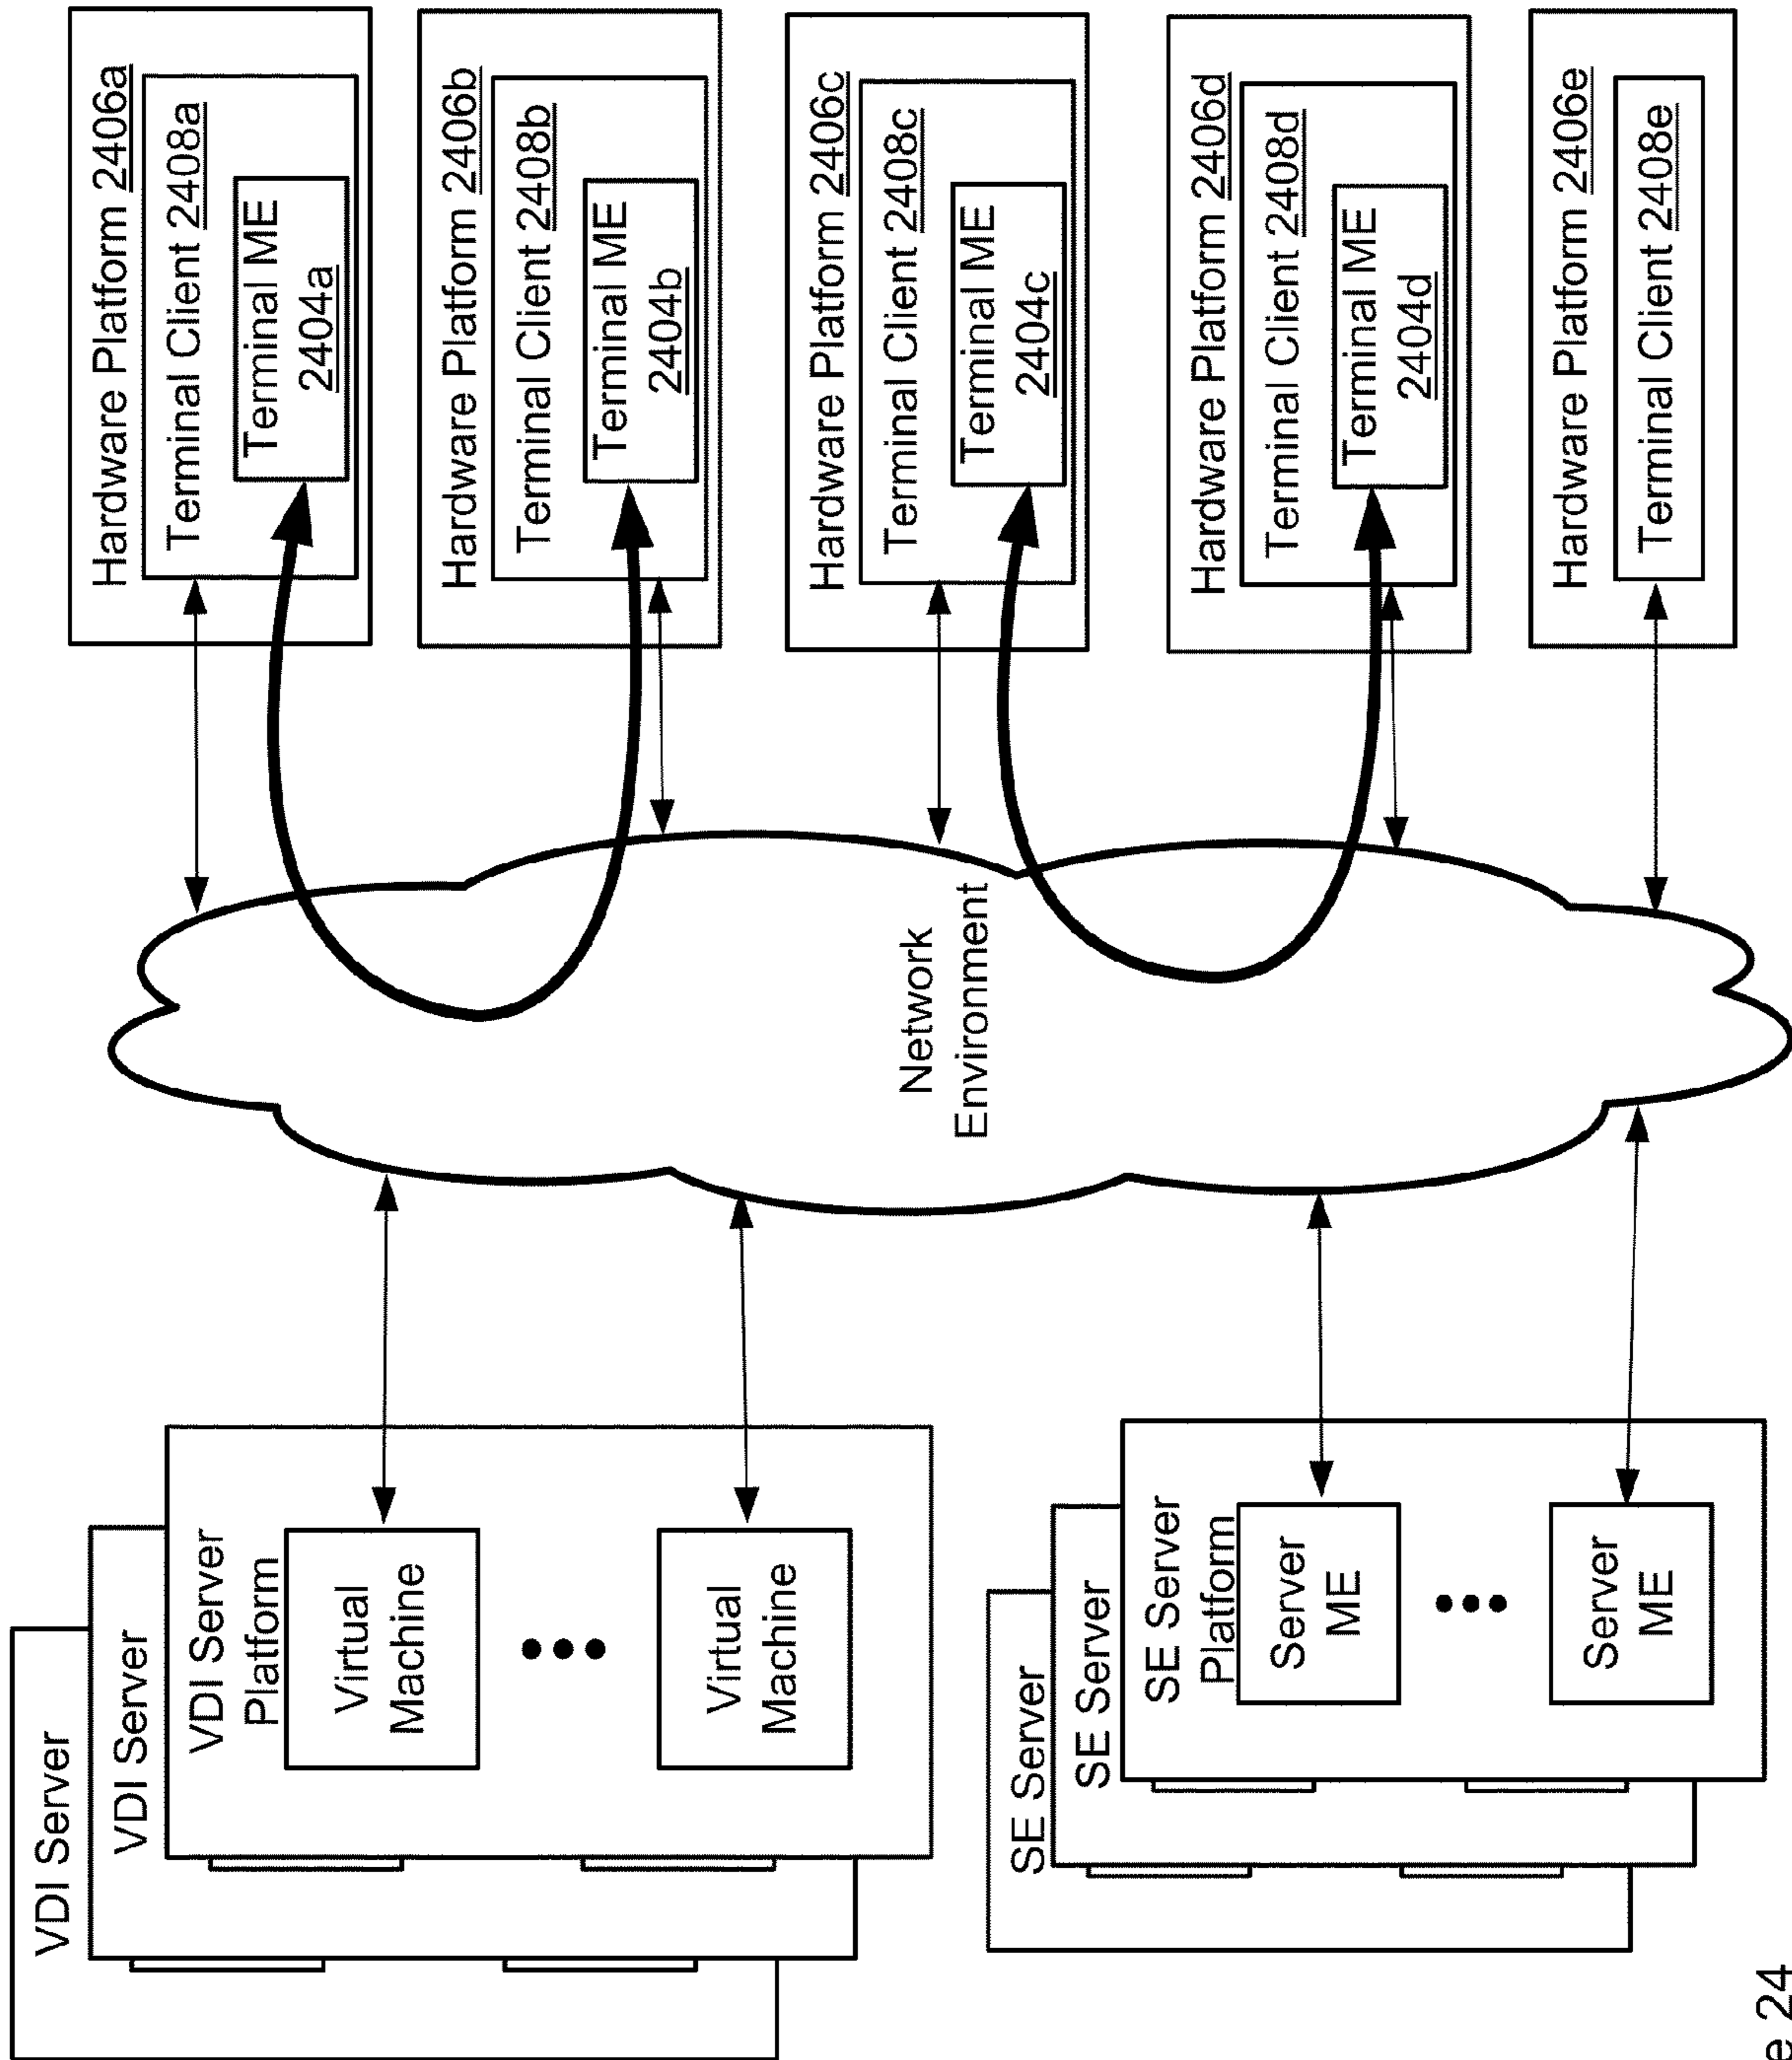 VDI Server
VDI Server
VDI Server
Platform
Virtual
Machine
Virtual
Machine
SE Server
SE Server
SE Server
Platform
Server
ME
Server
ME
Network
Environment
Hardware Platform 2406a
Terminal Client 2408a
Terminal ME
2404a
Hardware Platform 2406b
Terminal Client 2408b
Terminal ME
2404b
Hardware Platform 2406c
Terminal Client 2408c
Terminal ME
2404c
Hardware Platform 2406d
Terminal Client 2408d
Terminal ME
2404d
Hardware Platform 2406e
Terminal Client 2408e
e 24